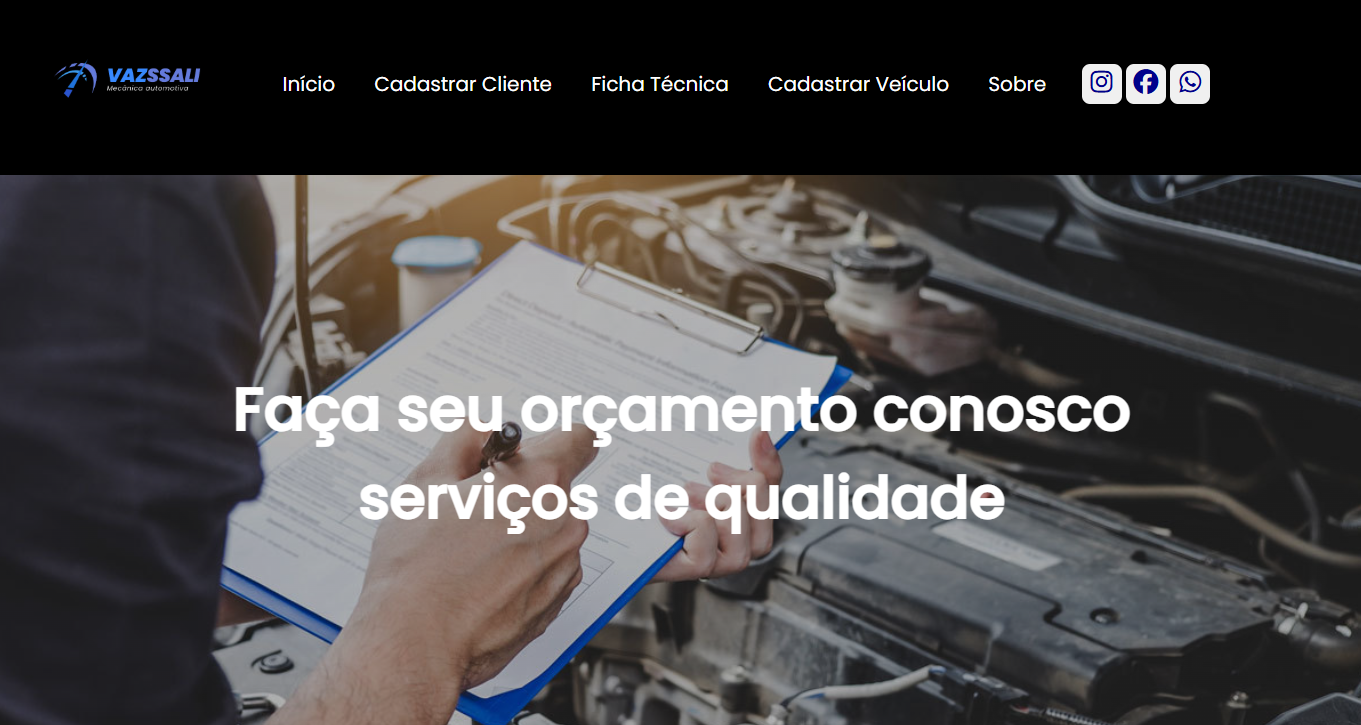 VAZSSALI
Mecânica automotiva
Início
Cadastrar Cliente
Ficha Técnica
Cadastrar Veículo
Sobre
Faça seu orçamento conosco
serviços de qualidade